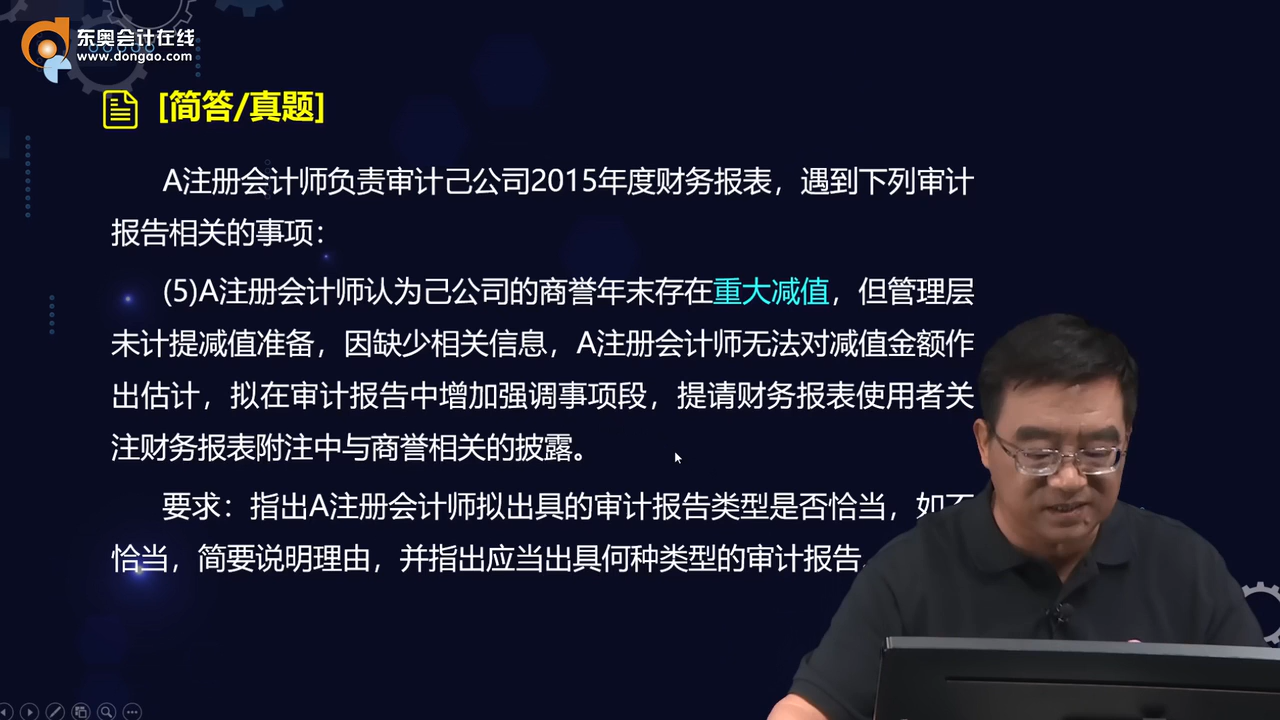 东奥会计在线
www.dongao.com
[简答/真题]
A注册会计师负责审计己公司2015年度财务报表，遇到下列审计
报告相关的事项：
(5)A注册会计师认为己公司的商誉年末存在重大减值，但管理层
未计提减值准备，因缺少相关信息，A注册会计师无法对减值金额作
出估计，拟在审计报告中增加强调事项段，提请财务报表使用者关
注财务报表附注中与商誉相关的披露。
要求：指出A注册会计师拟出具的审计报告类型是否恰当，如不
恰当，简要说明理由，并指出应当出具何种类型的审计报告